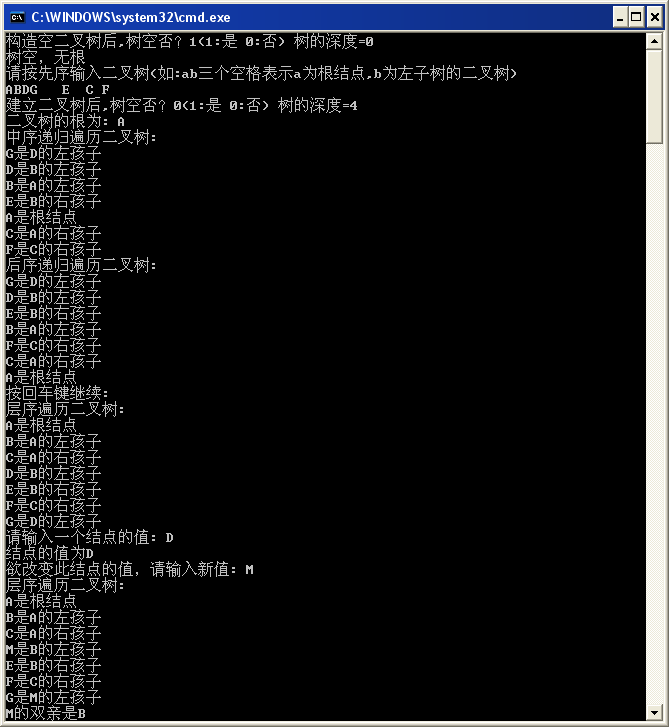 C:\WINDOWS\system32\cmd.exe
构造空二叉树后,树空否? 1(1:是 0:否) 树的深度=0
树空, 无根
请按先序输入二叉树(如:ab三个空格表示a为根结点,b为左子树的二叉树)
ABDG   E  C F
建立二叉树后,树空否? 0(1:是 0:否) 树的深度=4
二叉树的根为: A
中序递归遍历二叉树:
G是D的左孩子
D是B的左孩子
B是A的左孩子
E是B的右孩子
A是根结点
C是A的右孩子
F是C的右孩子
后序递归遍历二叉树:
G是D的左孩子
D是B的左孩子
E是B的右孩子
B是A的左孩子
F是C的右孩子
C是A的右孩子
A是根结点
按回车键继续:
层序遍历二叉树:
A是根结点
B是A的左孩子
C是A的右孩子
D是B的左孩子
E是B的右孩子
F是C的右孩子
G是D的左孩子
请输入一个结点的值: D
结点的值为D
欲改变此结点的值, 请输入新值: M
层序遍历二叉树:
A是根结点
B是A的左孩子
C是A的右孩子
M是B的左孩子
E是B的右孩子
F是C的右孩子
G是M的左孩子
M的双亲是B